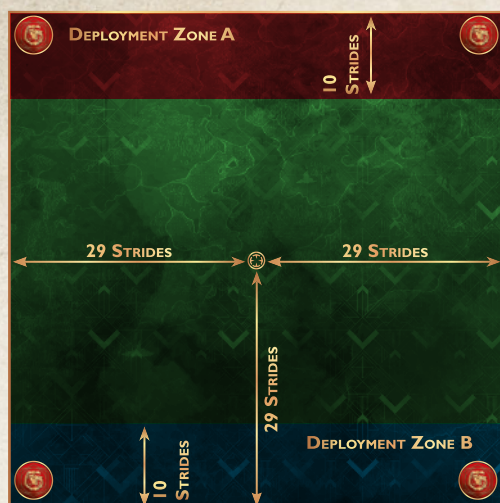 Deployment Zone A
10 Strides
29 Strides
29 Strides
29 Strides
Deployment Zone B
10 Strides